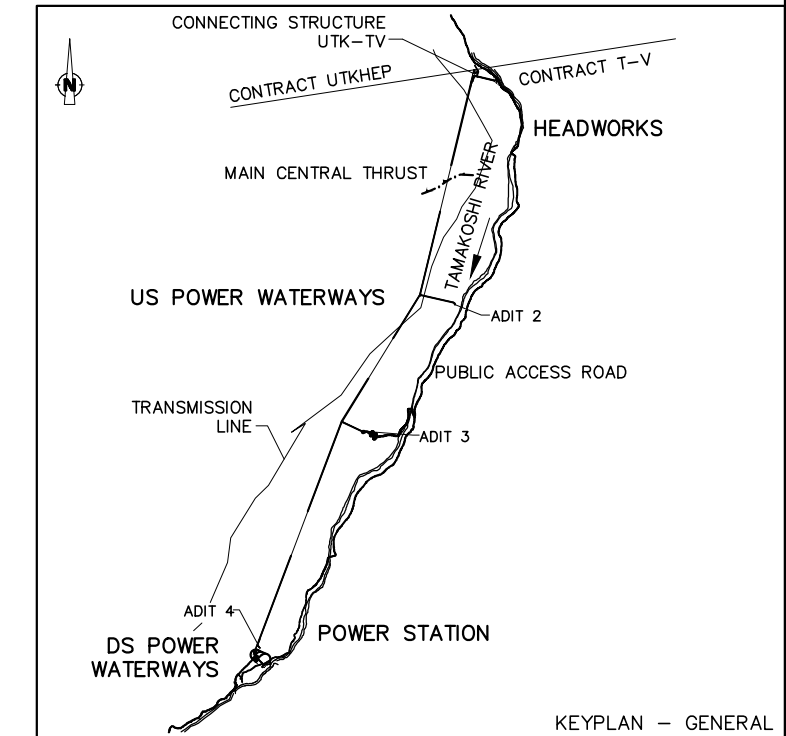 CONNECTING STRUCTURE
UTK-TV
CONTRACT UTKHEP
CONTRACT T-V
N
HEADWORKS
MAIN CENTRAL THRUST
TAMAKOSHI RIVER
US POWER WATERWAYS
ADIT 2
PUBLIC ACCESS ROAD
TRANSMISSION
LINE
ADIT 3
ADIT 4
POWER STATION
DS POWER
WATERWAYS
KEYPLAN - GENERAL